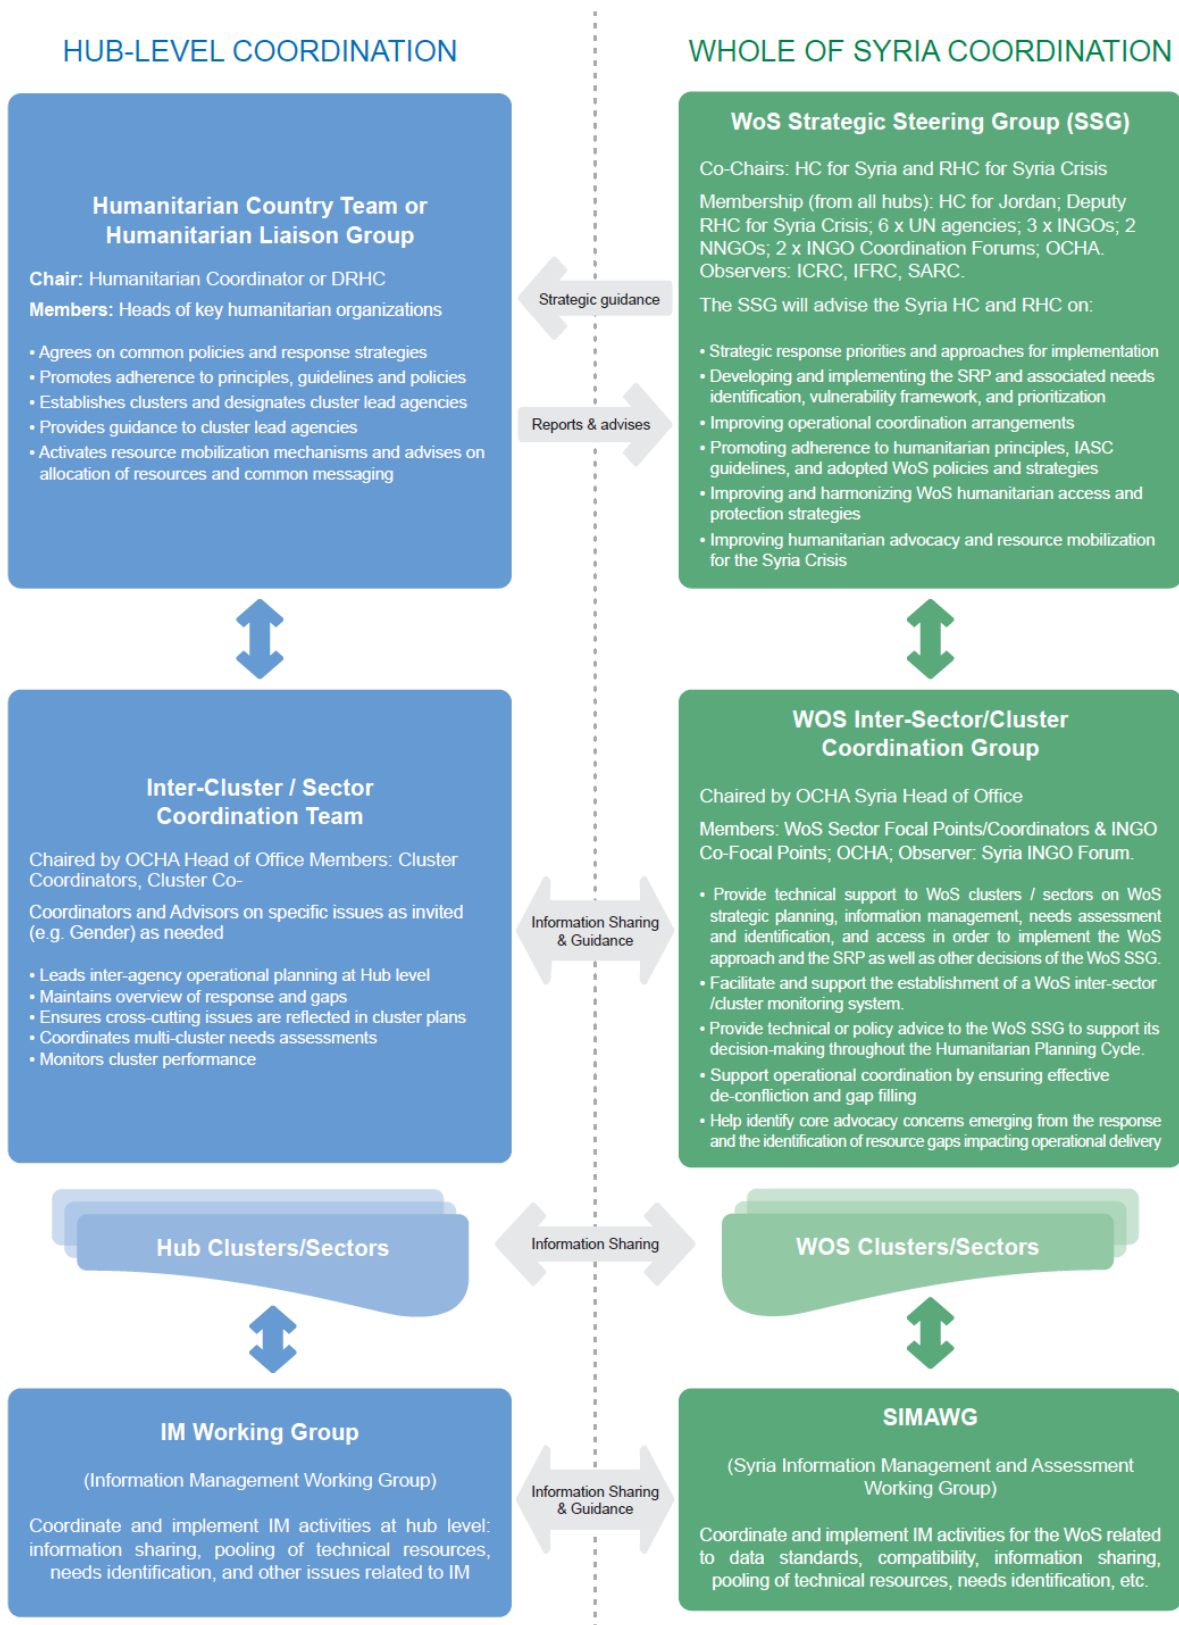 HUB-LEVEL COORDINATION
WHOLE OF SYRIA COORDINATION
Humanitarian Country Team or
Humanitarian Liaison Group
Chair: Humanitarian Coordinator or DRHC
Members: Heads of key humanitarian organizations
• Agrees on common policies and response strategies
• Promotes adherence to principles, guidelines and policies
• Establishes clusters and designates cluster lead agencies
• Provides guidance to cluster lead agencies
• Activates resource mobilization mechanisms and advises on
allocation of resources and common messaging
Strategic guidance
Reports & advises
WoS Strategic Steering Group (SSG)
Co-Chairs: HC for Syria and RHC for Syria Crisis
Membership (from all hubs): HC for Jordan; Deputy
RHC for Syria Crisis; 6 x UN agencies; 3 x INGOs; 2
NNGOs; 2 x INGO Coordination Forums; OCHA.
Observers: ICRC, IFRC, SARC.
The SSG will advise the Syria HC and RHC on:
• Strategic response priorities and approaches for implementation
• Developing and implementing the SRP and associated needs
identification, vulnerability framework, and prioritization
• Improving operational coordination arrangements
• Promoting adherence to humanitarian principles, IASC
guidelines, and adopted WoS policies and strategies
• Improving and harmonizing WoS humanitarian access and
protection strategies
• Improving humanitarian advocacy and resource mobilization
for the Syria Crisis
Inter-Cluster / Sector
Coordination Team
Chaired by OCHA Head of Office Members: Cluster
Coordinators, Cluster Co-
Coordinators and Advisors on specific issues as invited
(e.g. Gender) as needed
• Leads inter-agency operational planning at Hub level
• Maintains overview of response and gaps
• Ensures cross-cutting issues are reflected in cluster plans
• Coordinates multi-cluster needs assessments
• Monitors cluster performance
Information Sharing
& Guidance
WOS Inter-Sector/Cluster
Coordination Group
Chaired by OCHA Syria Head of Office
Members: WoS Sector Focal Points/Coordinators & INGO
Co-Focal Points; OCHA; Observer: Syria INGO Forum.
• Provide technical support to WoS clusters / sectors on WoS
strategic planning, information management, needs assessment
and identification, and access in order to implement the WoS
approach and the SRP as well as other decisions of the WoS SSG.
• Facilitate and support the establishment of a WoS inter-sector
/cluster monitoring system.
• Provide technical or policy advice to the WoS SSG to support its
decision-making throughout the Humanitarian Planning Cycle.
• Support operational coordination by ensuring effective
de-confliction and gap filling
• Help identify core advocacy concerns emerging from the response
and the identification of resource gaps impacting operational delivery
Hub Clusters/Sectors
Information Sharing
WOS Clusters/Sectors
IM Working Group
(Information Management Working Group)
Coordinate and implement IM activities at hub level:
information sharing, pooling of technical resources,
needs identification, and other issues related to IM
Information Sharing
& Guidance
SIMAWG
(Syria Information Management and Assessment
Working Group)
Coordinate and implement IM activities for the WoS related
to data standards, compatibility, information sharing,
pooling of technical resources, needs identification, etc.